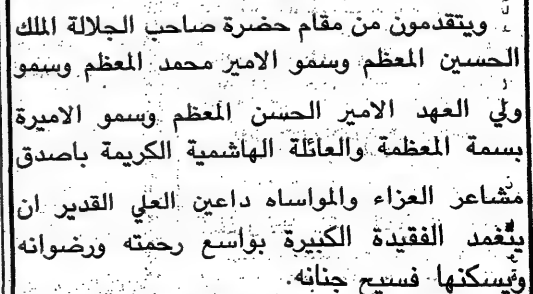 ويتقدمون من مقام حضرة صاحب الجلالة الملك
الحسين المعظم وسمو الامير محمد المعظم وسمو
ولي العهد الامير الحسن المعظم وسمو الاميرة
بسمة المعظمة والعائلة الهاشمية الكريمة باصدق
مشاعر العزاء والمواساه داعين العلي القدير ان
يتغمد الفقيدة الكبيرة بواسع رحمته ورضوانه
ويسكنها فسيح جنانه.